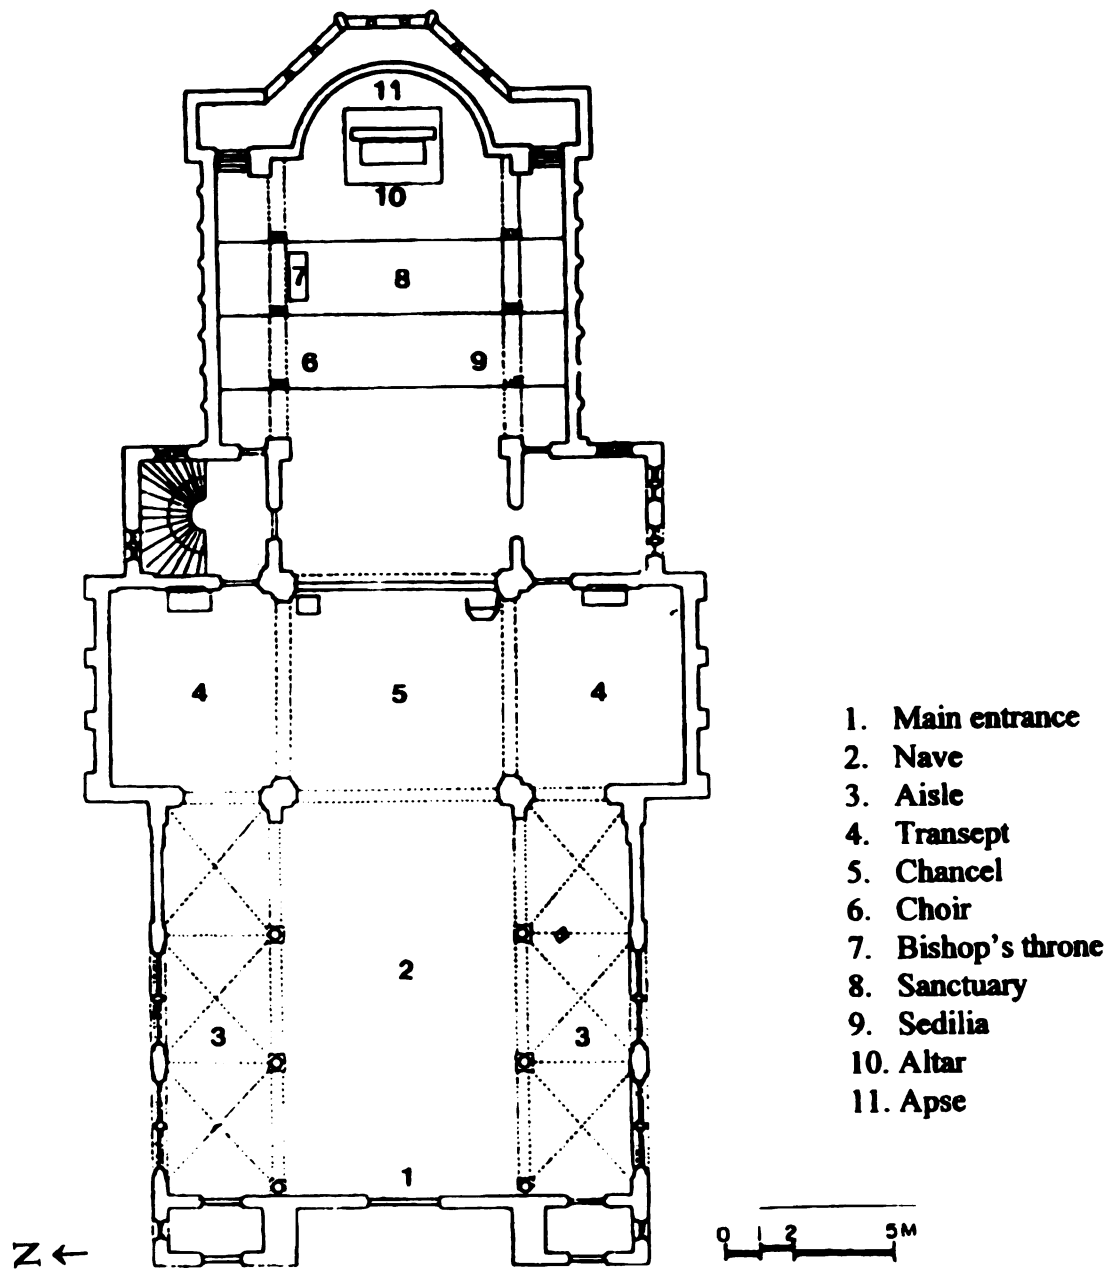 11
10
7 8
6 9
4 5 4
2
3 3
1
1. Main entrance
2. Nave
3. Aisle
4. Transept
5. Chancel
6. Choir
7. Bishop's throne
8. Sanctuary
9. Sedilia
10. Altar
11. Apse
0 1 2 5 M
N ←